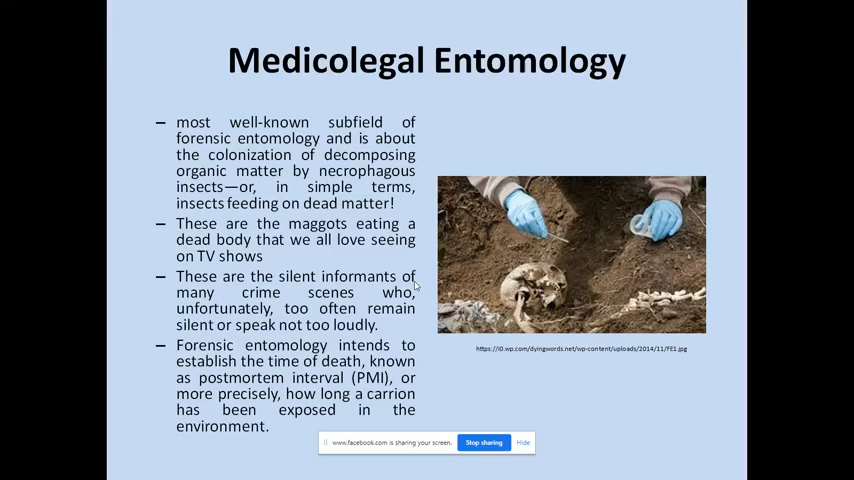 Medicolegal Entomology
– most well-known subfield of
forensic entomology and is about
the colonization of decomposing
organic matter by necrophagous
insects—or, in simple terms,
insects feeding on dead matter!
– These are the maggots eating a
dead body that we all love seeing
on TV shows
– These are the silent informants of
many crime scenes who,
unfortunately, too often remain
silent or speak not too loudly.
– Forensic entomology intends to
establish the time of death, known
as postmortem interval (PMI), or
more precisely, how long a carrion
has been exposed in the
environment.
https://i0.wp.com/dyingwords.net/wp-content/uploads/2014/11/FE1.jpg
www.facebook.com is sharing your screen. Stop sharing Hide